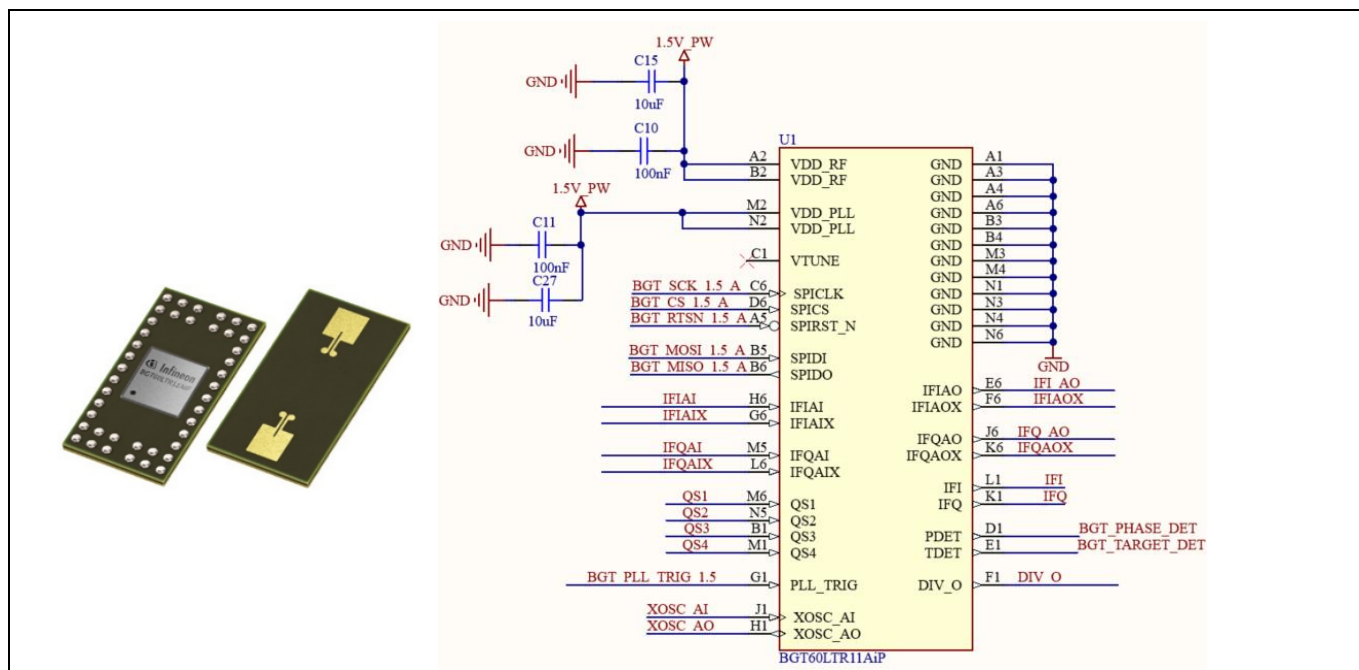 1.5V_PW
C15
GND
10uF
C10
GND
100nF
1.5V_PW
C11
GND
100nF
C27
GND
10uF
U1
A2 VDD_RF
B2 VDD_RF
M2 VDD_PLL
N2 VDD_PLL
C1 VTUNE
BGT_SCK_1.5_A C6 SPICLK
BGT_CS_1.5_A D6 SPICS
BGT_RTSN_1.5_A A5 SPIRST_N
BGT_MOSI_1.5_A B5 SPIDI
BGT_MISO_1.5_A B6 SPIDO
IFIAI H6 IFIAI
IFIAIX G6 IFIAIX
IFQAI M5 IFQAI
IFQAIX L6 IFQAIX
QS1 M6 QS1
QS2 N5 QS2
QS3 B1 QS3
QS4 M1 QS4
BGT_PLL_TRIG_1.5 G1 PLL_TRIG
XOSC_AI J1 XOSC_AI
XOSC_AO H1 XOSC_AO
GND A1
GND A3
GND A4
GND A6
GND B3
GND B4
GND M3
GND M4
GND N1
GND N3
GND N4
GND N6
GND
IFIAO E6 IFI_AO
IFIAOX F6 IFIAOX
IFQAO J6 IFQ_AO
IFQAOX K6 IFQAOX
IFI L1 IFI
IFQ K1 IFQ
PDET D1 BGT_PHASE_DET
TDET E1 BGT_TARGET_DET
DIV_O F1 DIV_O
BGT60LTR11AiP
Infineon
BGT60LTR11AiP